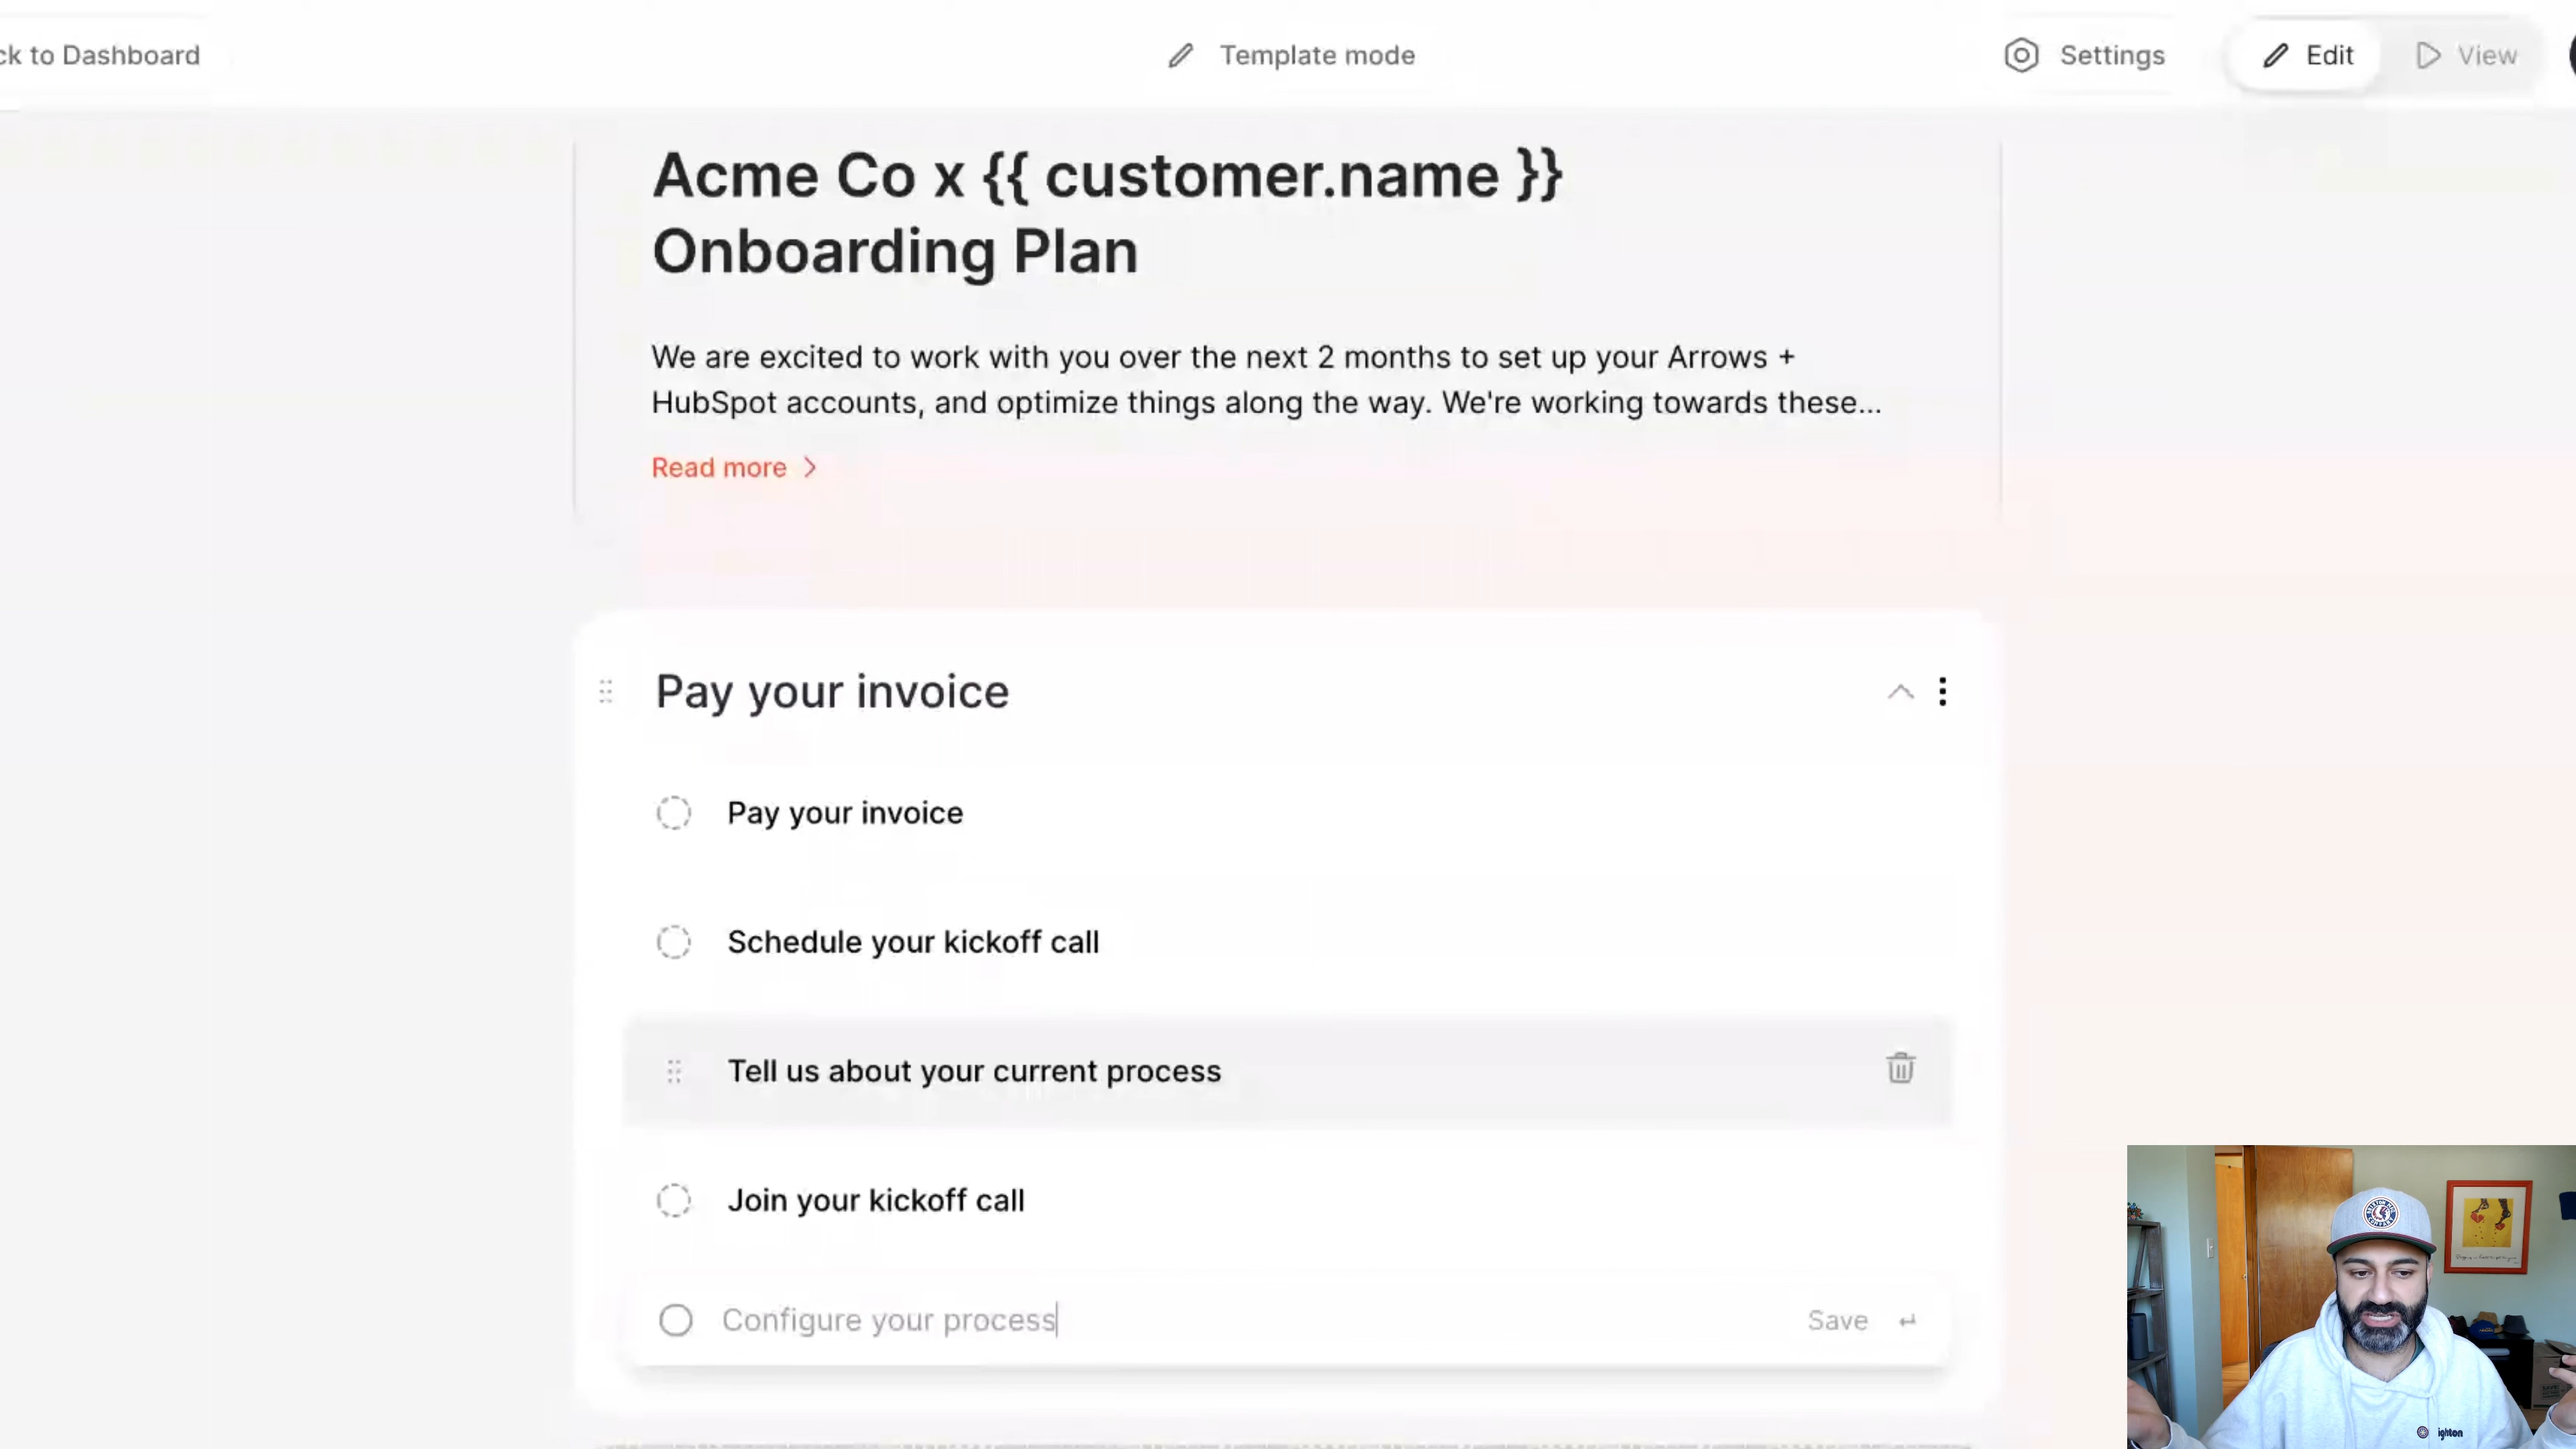 ck to Dashboard
Template mode
Settings
Edit
View
Acme Co x {{ customer.name }}
Onboarding Plan
We are excited to work with you over the next 2 months to set up your Arrows +
HubSpot accounts, and optimize things along the way. We're working towards these...
Read more
Pay your invoice
Pay your invoice
Schedule your kickoff call
Tell us about your current process
Join your kickoff call
Configure your process
Save
ighton